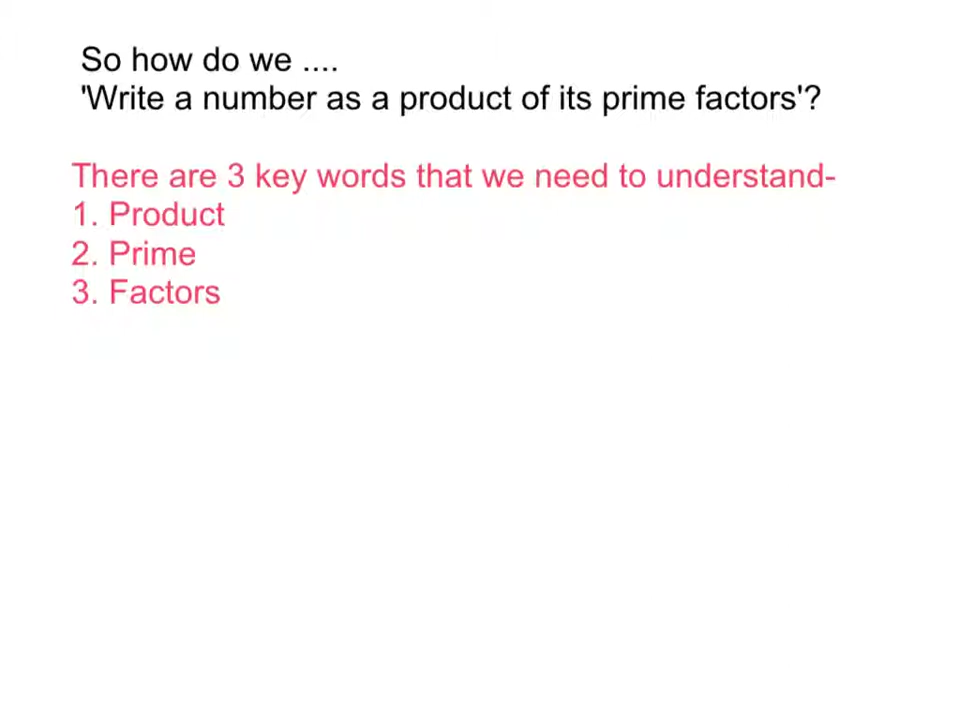 So how do we ....
'Write a number as a product of its prime factors'?
There are 3 key words that we need to understand-
1. Product
2. Prime
3. Factors